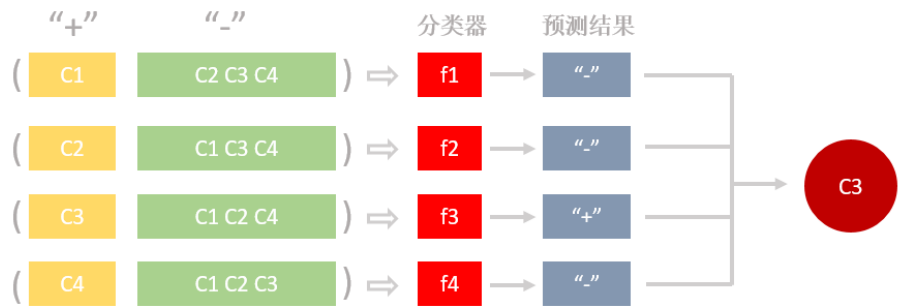 “+” “-” 分类器 预测结果
( C1 C2 C3 C4 ) f1 “-”
( C2 C1 C3 C4 ) f2 “-”
C3
( C3 C1 C2 C4 ) f3 “+”
( C4 C1 C2 C3 ) f4 “-”